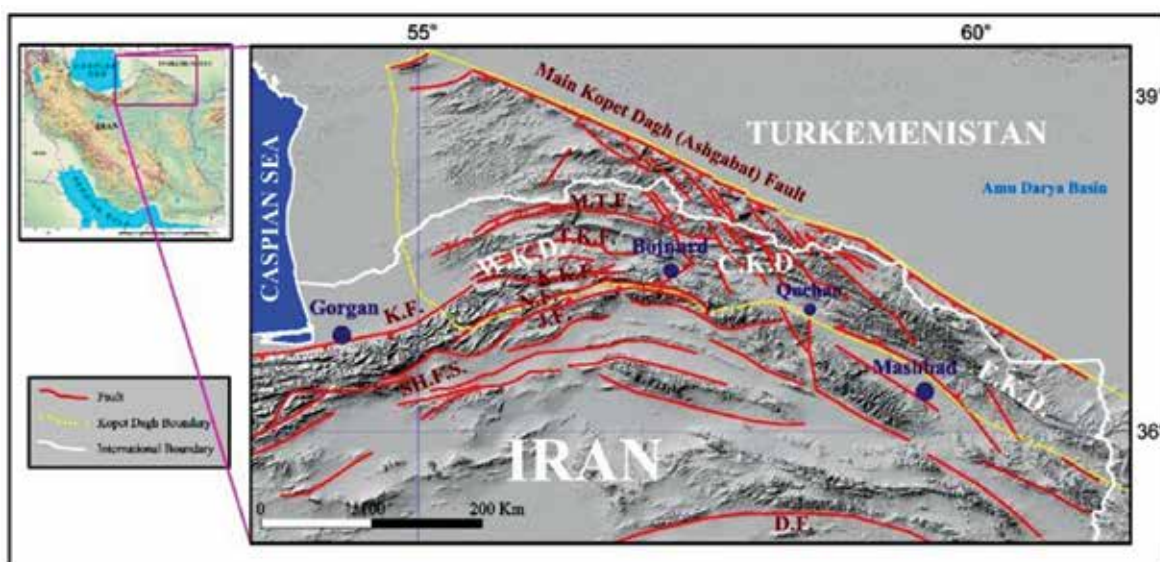 55°
60°
39°
36°
IRAN
CASPIAN SEA
Main Kopet Dagh (Ashgabat) Fault
TURKEMENISTAN
Amu Darya Basin
M.T.F.
T.K.F.
W.K.D.
Bojnurd
C.K.D
Quchan
Gorgan
K.F.
J.F.
SH.F.S.
Mashhad
E.K.D.
IRAN
D.F.
0
100
200 Km
Fault
Kopet Dagh Boundary
International Boundary